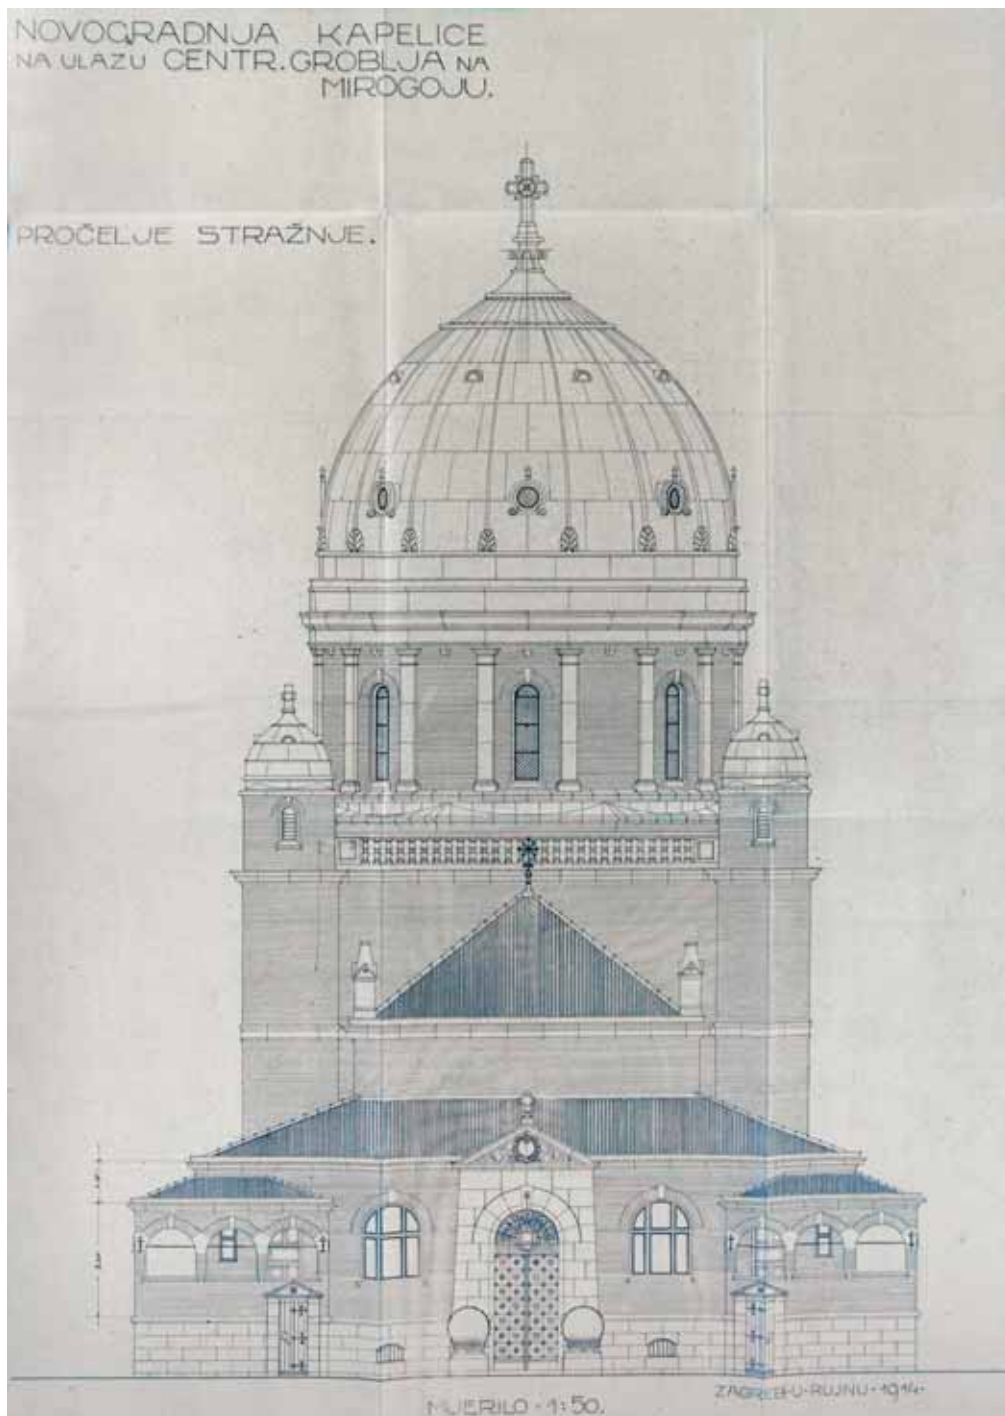 NOVOGRADNJA KAPELICE
NA ULAZU CENTR. GROBLJA NA
MIROGOJU.
PROČELJE STRAŽNJE.
MJERILO - 1:50.
ZAGREB-U-RUJNU-1914-